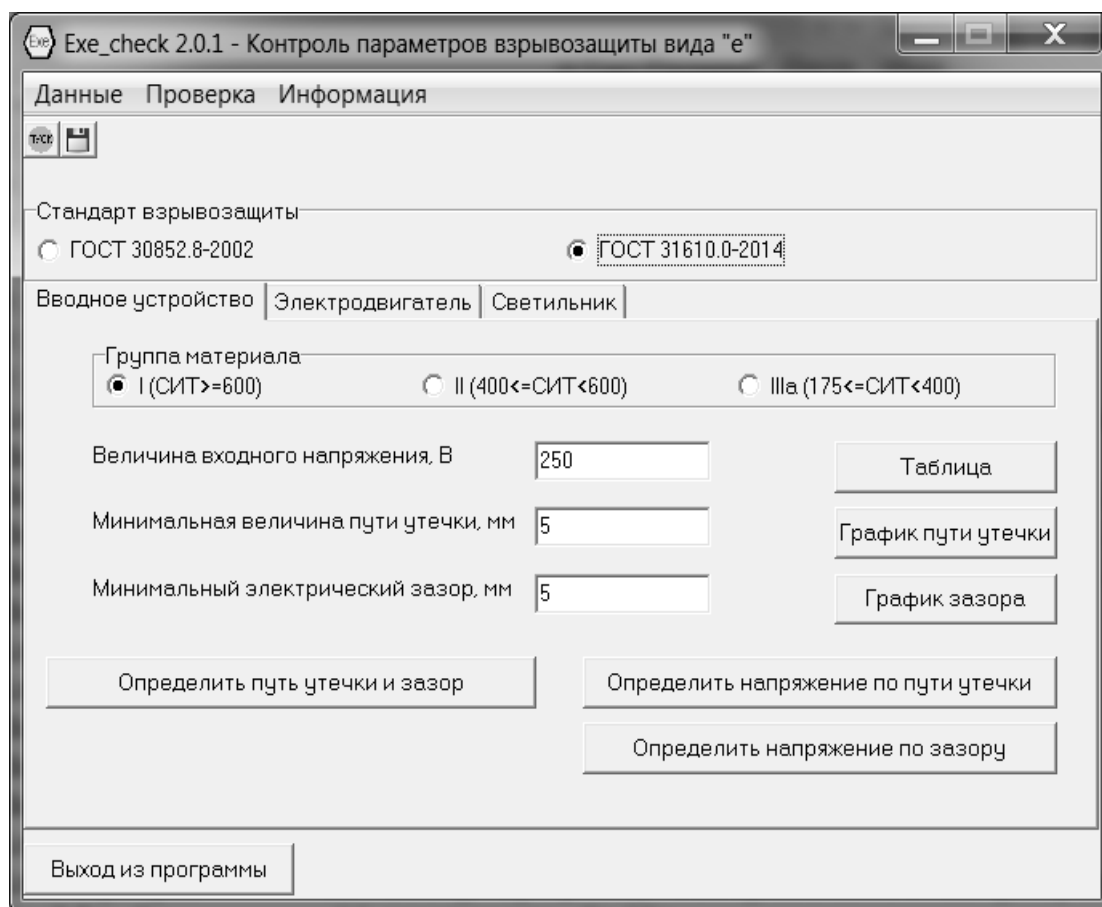 Exe_check 2.0.1 - Контроль параметров взрывозащиты вида "е"
Данные Проверка Информация
ПУСК
Стандарт взрывозащиты
ГОСТ 30852.8-2002 ГОСТ 31610.0-2014
Вводное устройство Электродвигатель Светильник
Группа материала
I (СИТ>=600) II (400<=СИТ<600) IIIa (175<=СИТ<400)
Величина входного напряжения, В 250 Таблица
Минимальная величина пути утечки, мм 5 График пути утечки
Минимальный электрический зазор, мм 5 График зазора
Определить путь утечки и зазор Определить напряжение по пути утечки
Определить напряжение по зазору
Выход из программы